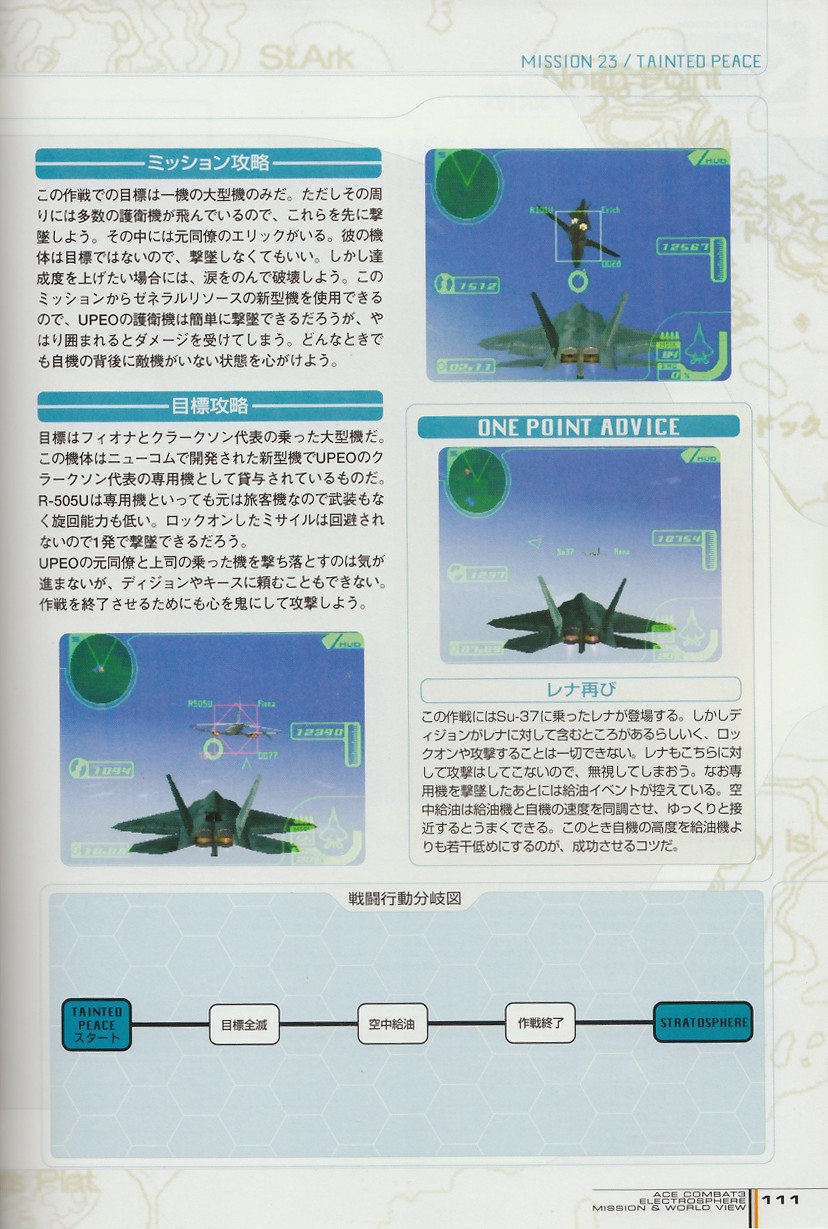 St.Ark
MISSION 23 / TAINTED PEACE
North Point
ミッション攻略
この作戦での目標は一機の大型機のみだ。ただしその周
りには多数の護衛機が飛んでいるので、これらを先に撃
墜しよう。その中には元同僚のエリックがいる。彼の機
体は目標ではないので、撃墜しなくてもいい。しかし達
成度を上げたい場合には、涙をのんで破壊しよう。この
ミッションからゼネラルリソースの新型機を使用できる
ので、UPEOの護衛機は簡単に撃墜できるだろうが、や
はり囲まれるとダメージを受けてしまう。どんなときで
も自機の背後に敵機がいない状態を心がけよう。
目標攻略
目標はフィオナとクラークソン代表の乗った大型機だ。
この機体はニューコムで開発された新型機でUPEOのク
ラークソン代表の専用機として貸与されているものだ。
R-505Uは専用機といっても元は旅客機なので武装もな
く旋回能力も低い。ロックオンしたミサイルは回避され
ないので1発で撃墜できるだろう。
UPEOの元同僚と上司の乗った機を撃ち落とすのは気が
進まないが、ディジョンやキースに頼むこともできない。
作戦を終了させるためにも心を鬼にして攻撃しよう。
HUD
R505U
Fiona
12390
0077
1094
HUD
Erich
12567
0028
1512
02.11
ONE POINT ADVICE
HUD
10754
Su37
Rena
1237
レナ再び
この作戦にはSu-37に乗ったレナが登場する。しかしデ
ィジョンがレナに対して含むところがあるらしいく、ロッ
クオンや攻撃することは一切できない。レナもこちらに対
して攻撃はしてこないので、無視してしまおう。なお専
用機を撃墜したあとには給油イベントが控えている。空
中給油は給油機と自機の速度を同調させ、ゆっくりと接
近するとうまくできる。このとき自機の高度を給油機よ
りも若干低めにするのが、成功させるコツだ。
戦闘行動分岐図
TAINTED
PEACE
スタート
目標全滅
空中給油
作戦終了
STRATOSPHERE
ACE COMBAT3
ELECTROSPHERE
MISSION & WORLD VIEW
111